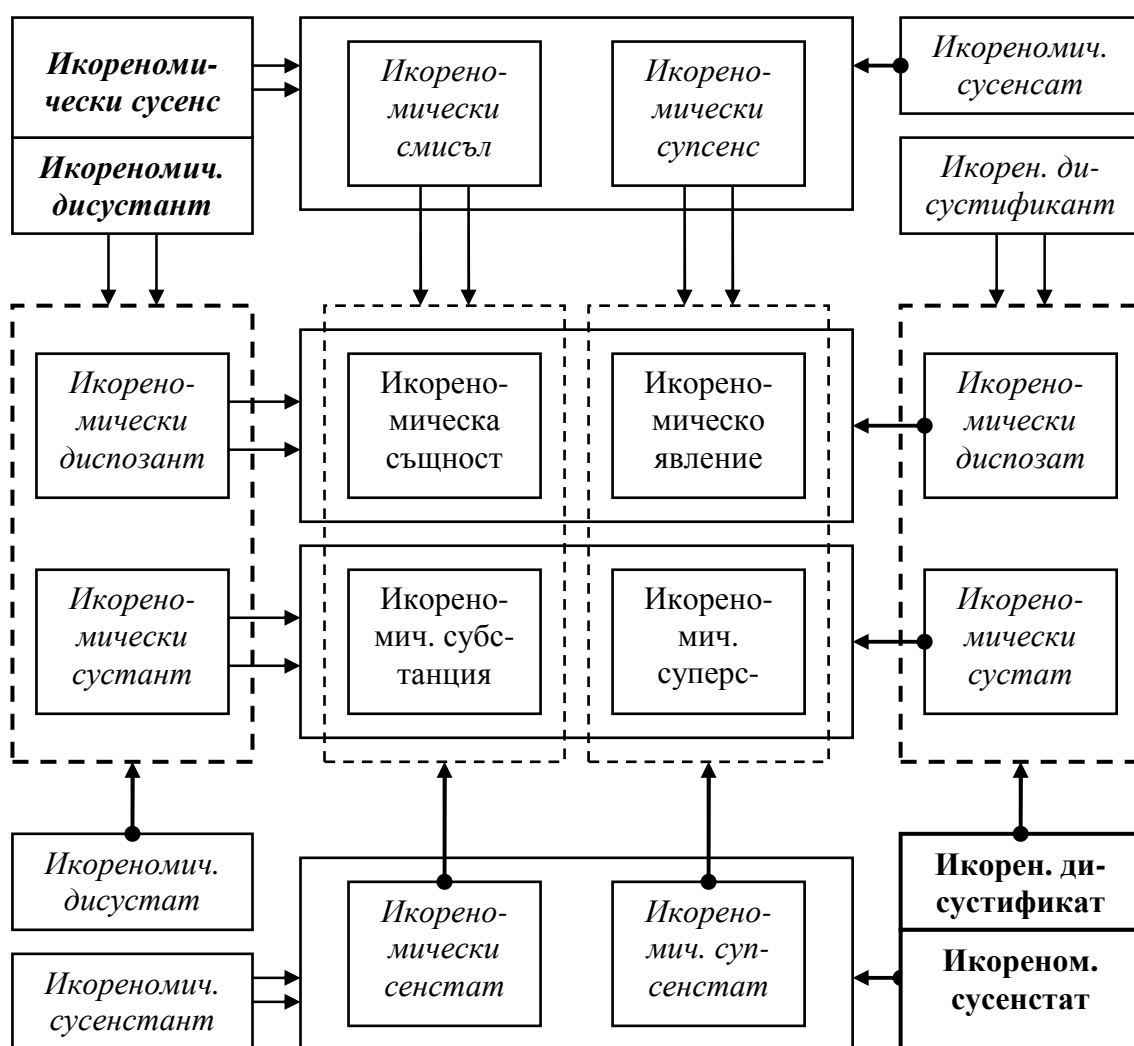 Икореноми-
чески сусенс
Икорено-
мически
смисъл
Икорено-
мически
супсенс
Икореномич.
сусенсат
Икореномич.
дисустант
Икорен. ди-
сустификант
Икорено-
мически
диспозант
Икорено-
мическа
същност
Икорено-
мическо
явление
Икорено-
мически
диспозат
Икорено-
мически
сустант
Икорено-
мич. субс-
танция
Икорено-
мич.
суперс-
Икорено-
мически
сустат
Икореномич.
дисустат
Икорено-
мически
сенстат
Икорено-
мич. суп-
сенстат
Икорен. ди-
сустификат
Икореномич.
сусенстант
Икореном.
сусенстат